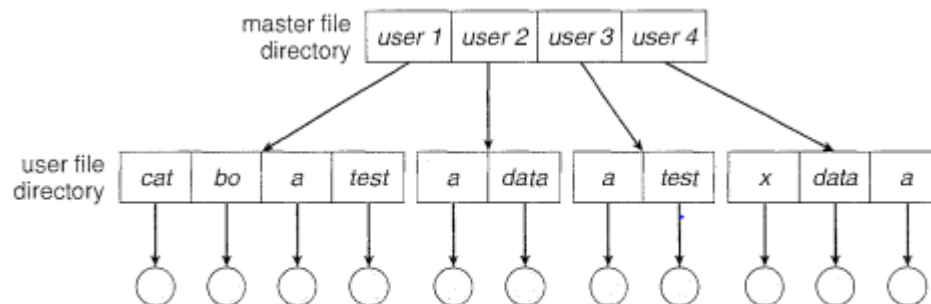 master file
directory
user 1 user 2 user 3 user 4
user file
directory
cat bo a test a data a test x data a